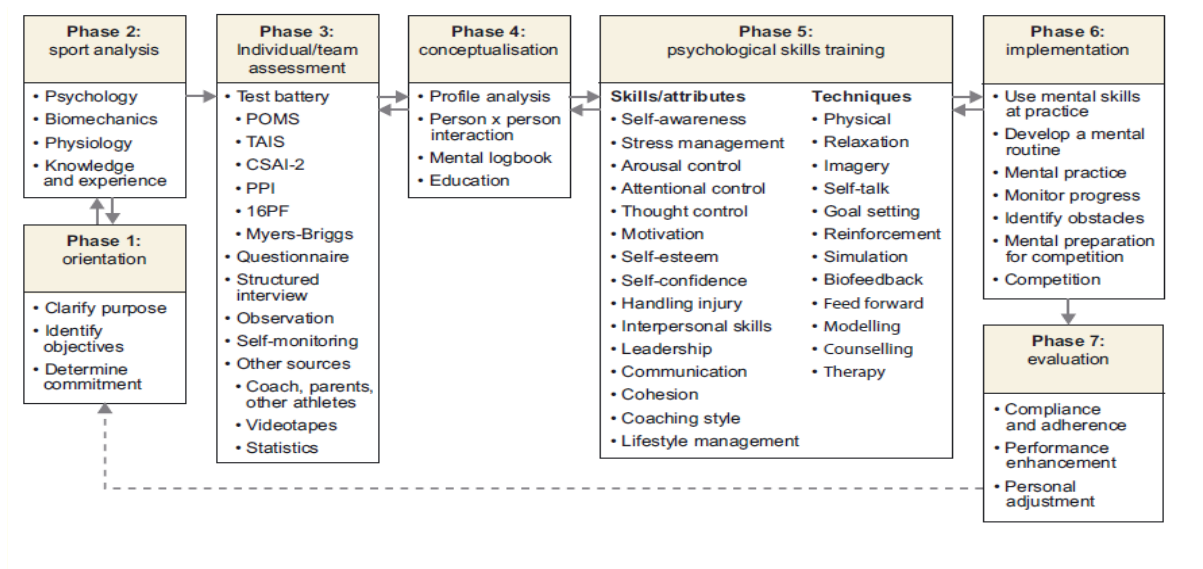 Phase 2:
sport analysis
• Psychology
• Biomechanics
• Physiology
• Knowledge
and experience
Phase 1:
orientation
• Clarify purpose
• Identify
objectives
• Determine
commitment
Phase 3:
Individual/team
assessment
• Test battery
• POMS
• TAIS
• CSAI-2
• PPI
• 16PF
• Myers-Briggs
• Questionnaire
• Structured
interview
• Observation
• Self-monitoring
• Other sources
• Coach, parents,
other athletes
• Videotapes
• Statistics
Phase 4:
conceptualisation
• Profile analysis
• Person x person
interaction
• Mental logbook
• Education
Phase 5:
psychological skills training
Skills/attributes
• Self-awareness
• Stress management
• Arousal control
• Attentional control
• Thought control
• Motivation
• Self-esteem
• Self-confidence
• Handling injury
• Interpersonal skills
• Leadership
• Communication
• Cohesion
• Coaching style
• Lifestyle management
Techniques
• Physical
• Relaxation
• Imagery
• Self-talk
• Goal setting
• Reinforcement
• Simulation
• Biofeedback
• Feed forward
• Modelling
• Counselling
• Therapy
Phase 6:
implementation
• Use mental skills
at practice
• Develop a mental
routine
• Mental practice
• Monitor progress
• Identify obstacles
• Mental preparation
for competition
• Competition
Phase 7:
evaluation
• Compliance
and adherence
• Performance
enhancement
• Personal
adjustment